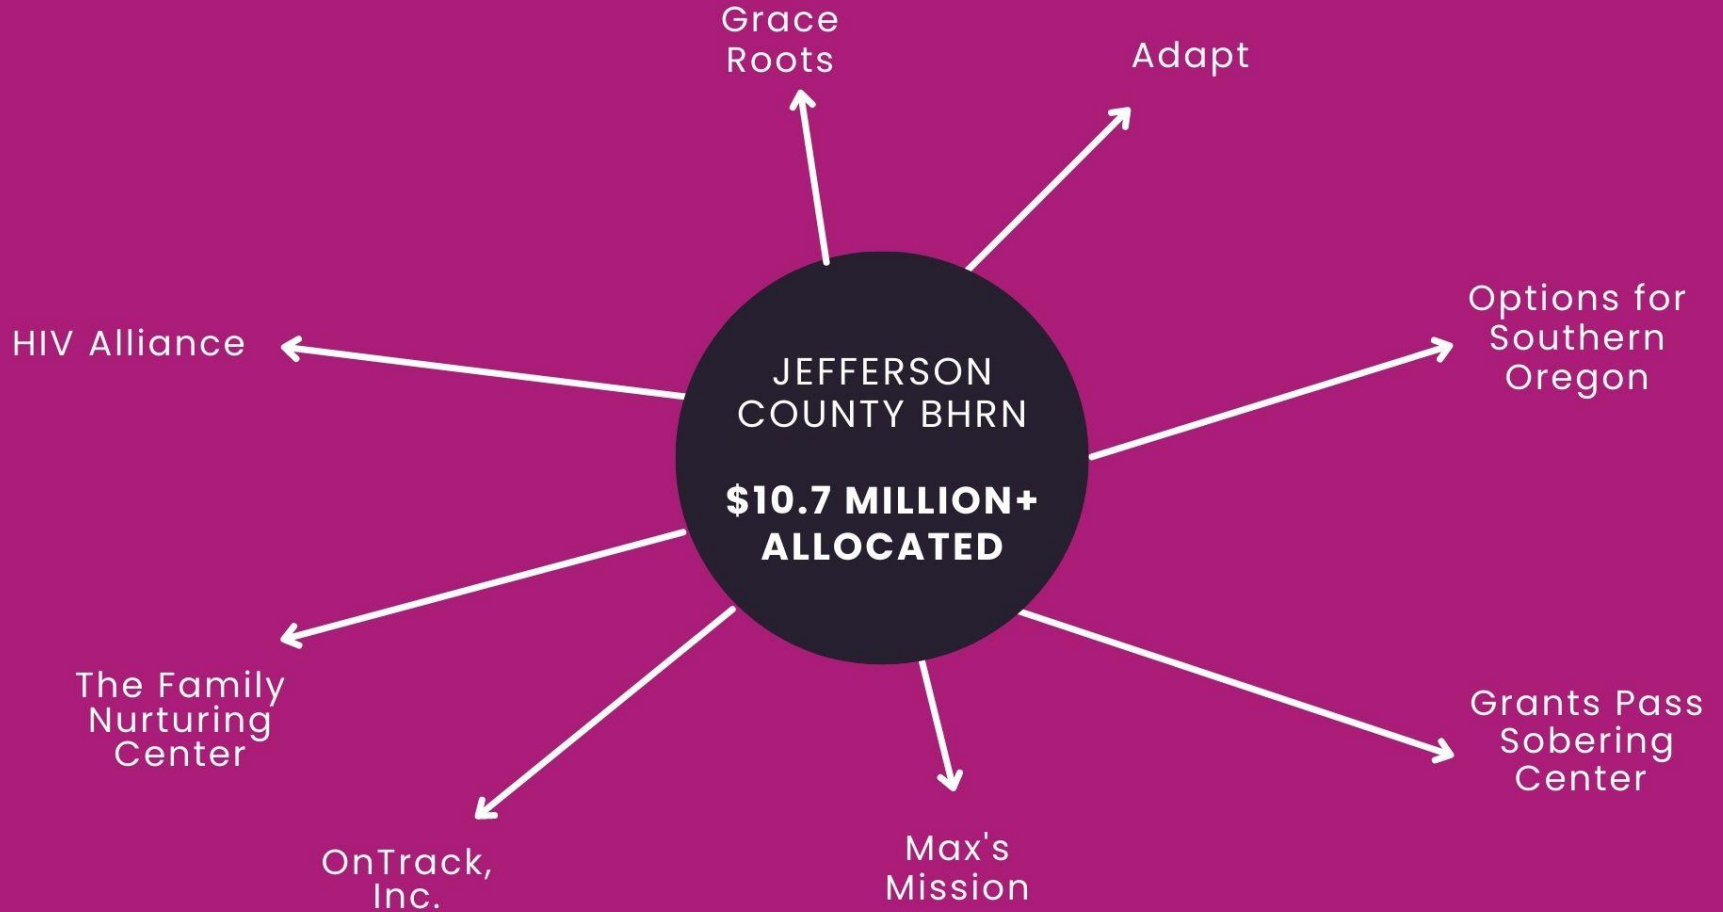 Grace
Roots
Adapt
Options for
Southern
Oregon
HIV Alliance
JEFFERSON
COUNTY BHRN
$10.7 MILLION+
ALLOCATED
The Family
Nurturing
Center
Grants Pass
Sobering
Center
OnTrack,
Inc.
Max's
Mission